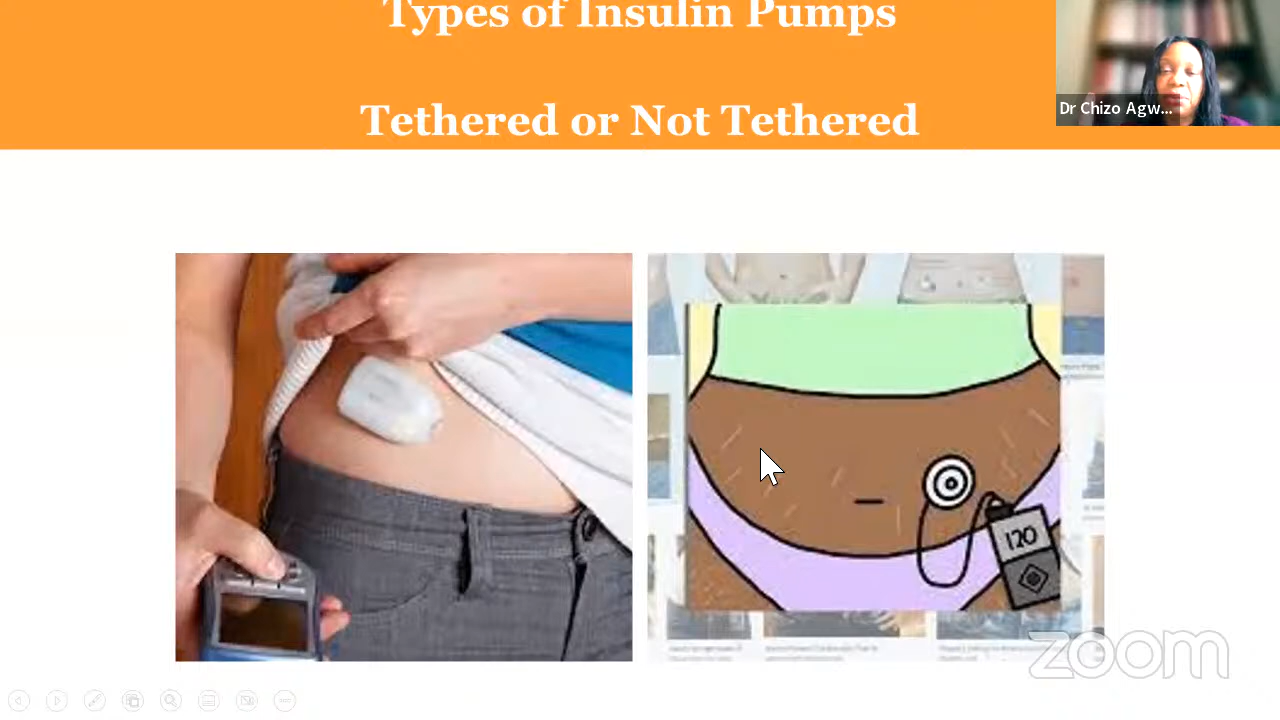 Types of Insulin Pumps
Tethered or Not Tethered
Dr Chizo Agw...
120
zoom